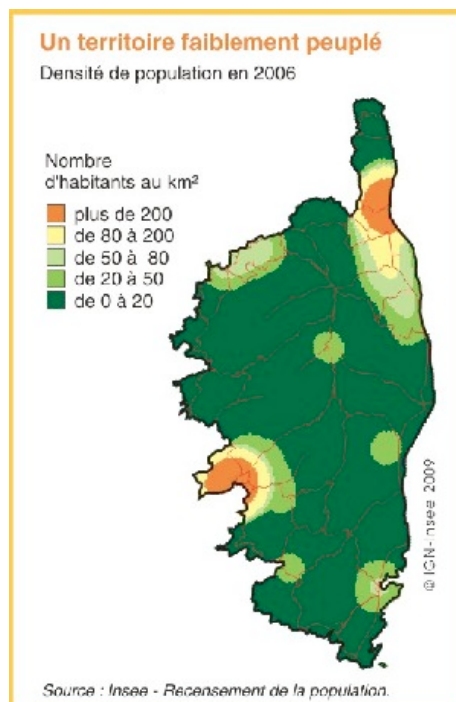 Un territoire faiblement peuplé
Densité de population en 2006
Nombre
d'habitants au km²
plus de 200
de 80 à 200
de 50 à 80
de 20 à 50
de 0 à 20
© IGN-Insee 2009
Source : Insee - Recensement de la population.